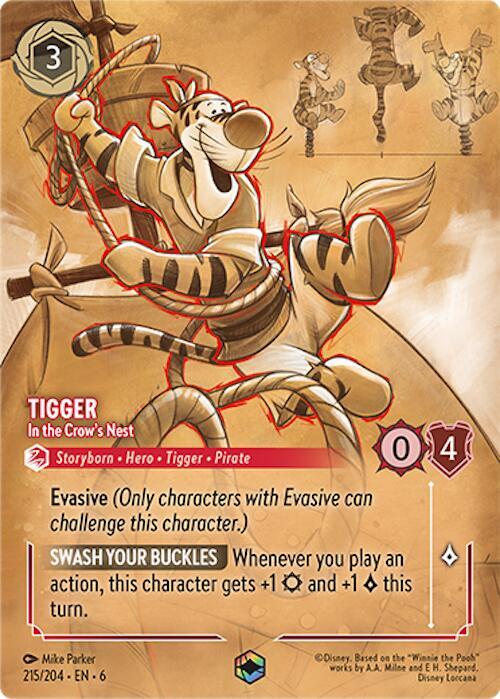 3
TIGGER
In the Crow's Nest
Storyborn • Hero • Tigger • Pirate
0 4
Evasive (Only characters with Evasive can
challenge this character.)
SWASH YOUR BUCKLES Whenever you play an
action, this character gets +1 and +1 this
turn.
Mike Parker
215/204 • EN • 6
©Disney. Based on the "Winnie the Pooh"
works by A.A. Milne and E.H. Shepard.
Disney Lorcana